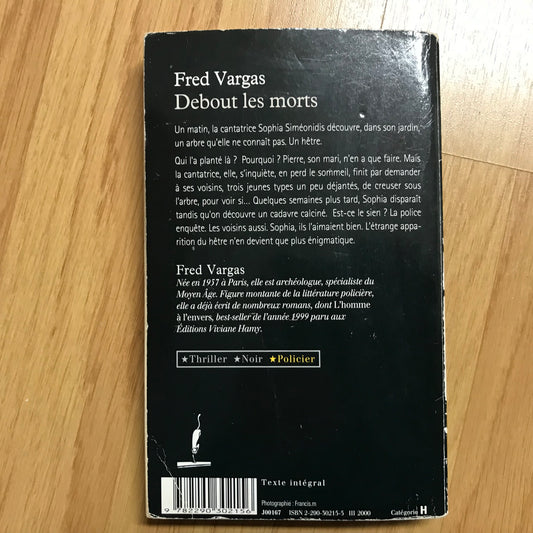 Fred Vargas
Debout les morts
Un matin, la cantatrice Sophia Siméonidis découvre, dans son jardin,
un arbre qu'elle ne connaît pas. Un hêtre.
Qui l'a planté là ? Pourquoi ? Pierre, son mari, n'en a que faire. Mais
la cantatrice, elle, s'inquiète, en perd le sommeil, finit par demander
à ses voisins, trois jeunes types un peu déjantés, de creuser sous
l'arbre, pour voir si... Quelques semaines plus tard, Sophia disparaît
tandis qu'on découvre un cadavre calciné. Est-ce le sien ? La police
enquête. Les voisins aussi. Sophia, ils l'aimaient bien. L'étrange appa-
rition du hêtre n'en devient que plus énigmatique.
Fred Vargas
Née en 1957 à Paris, elle est archéologue, spécialiste du
Moyen Âge. Figure montante de la littérature policière,
elle a déjà écrit de nombreux romans, dont L'homme
à l'envers, best-seller de l'année 1999 paru aux
Éditions Viviane Hamy.
★Thriller ★Noir ★Policier
Texte intégral
Photographie : Francis.m
J00167 ISBN 2-290-30215-5 III 2000 Catégorie H
9 782290 302156